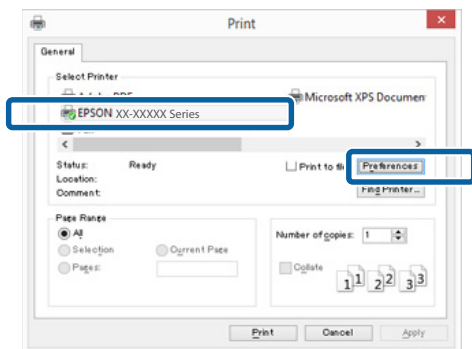 Print
General
Select Printer
Microsoft XPS Documen
EPSON XX-XXXXX Series
Status: Ready
Print to
Preferences
Location:
Comment:
Find Printer...
Page Range
All
Selection
Current Page
Pages:
Number of copies: 1
Collate
1 1 2 2 3 3
Print Cancel Apply